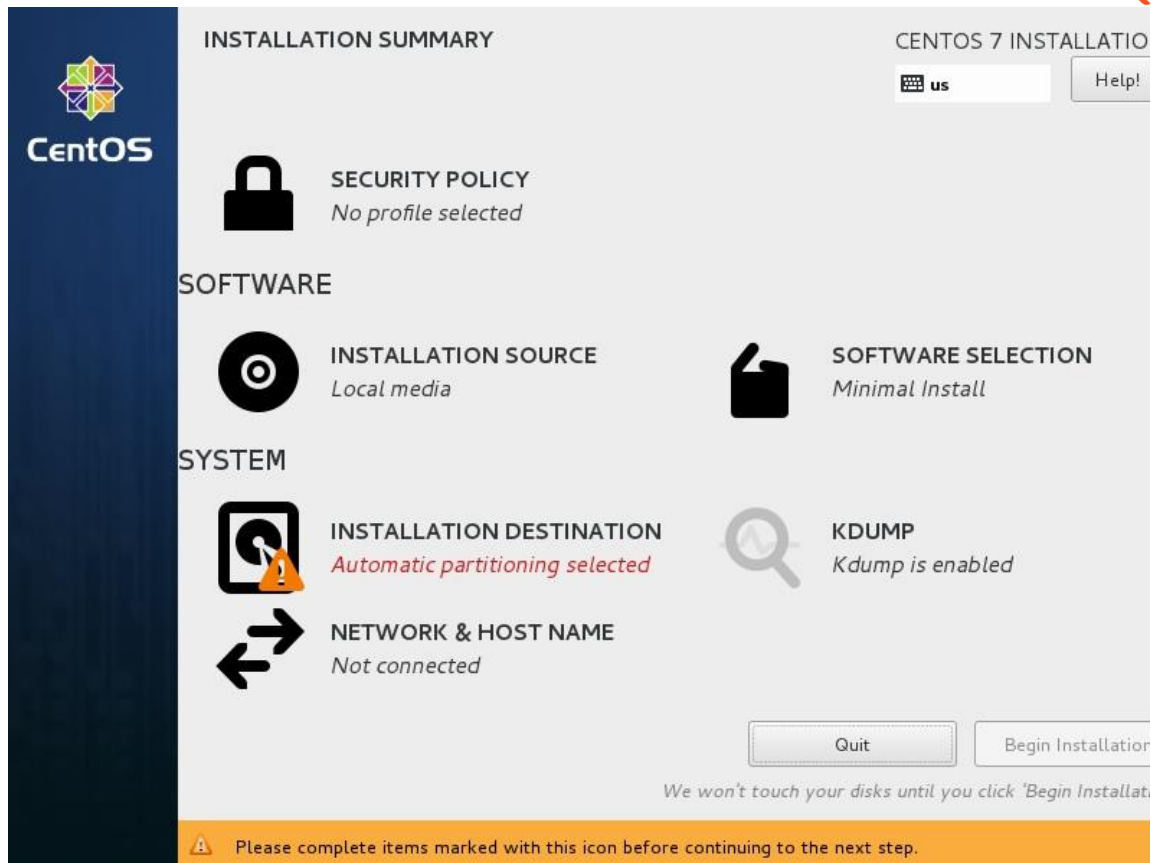 INSTALLATION SUMMARY
CENTOS 7 INSTALLATIO
us
Help!
CentOS
SECURITY POLICY
No profile selected
SOFTWARE
INSTALLATION SOURCE
Local media
SOFTWARE SELECTION
Minimal Install
SYSTEM
INSTALLATION DESTINATION
Automatic partitioning selected
KDUMP
Kdump is enabled
NETWORK & HOST NAME
Not connected
Quit
Begin Installation
We won't touch your disks until you click 'Begin Installati
Please complete items marked with this icon before continuing to the next step.